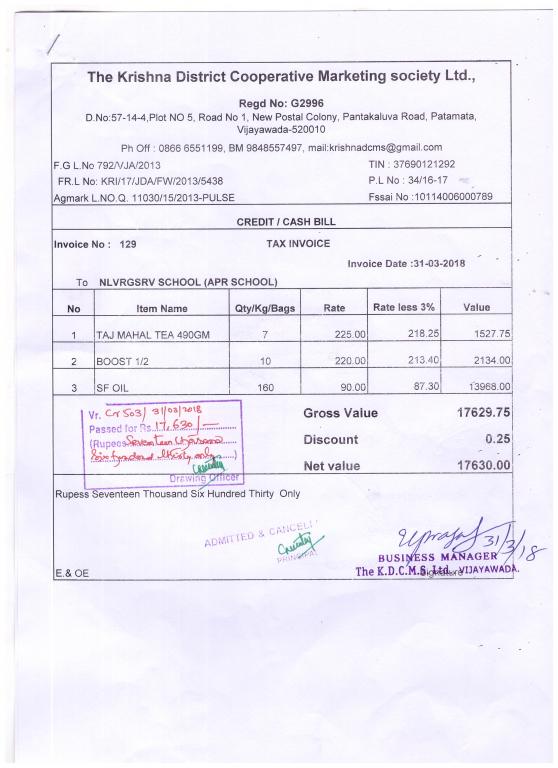 The Krishna District Cooperative Marketing society Ltd.,
Regd No: G2996
D.No:57-14-4,Plot NO 5, Road No 1, New Postal Colony, Pantakaluva Road, Patamata,
Vijayawada-520010
Ph Off : 0866 6551199, BM 9848557497, mail:krishnadcms@gmail.com
F.G L.No 792/VJA/2013 TIN : 37690121292
FR.L No: KRI/17/JDA/FW/2013/5438 P.L No : 34/16-17
Agmark L.NO.Q. 11030/15/2013-PULSE Fssai No :10114006000789
CREDIT / CASH BILL
Invoice No : 129 TAX INVOICE
Invoice Date :31-03-2018
To NLVRGSRV SCHOOL (APR SCHOOL)
No Item Name Qty/Kg/Bags Rate Rate less 3% Value
1 TAJ MAHAL TEA 490GM 7 225.00 218.25 1527.75
2 BOOST 1/2 10 220.00 213.40 2134.00
3 SF OIL 160 90.00 87.30 13968.00
Gross Value 17629.75
Discount 0.25
Net value 17630.00
Vr. Cr 503/ 31/03/2018
Passed for Rs. 17,630/-
(Rupees Seventeen thousand
Six hundred thirty only)
Drawing Officer
Rupess Seventeen Thousand Six Hundred Thirty Only
ADMITTED & CANCELL
PRINCIPAL
31/3/18
BUSINESS MANAGER
The K.D.C.M.S. Ltd., VIJAYAWADA.
Signature
E.& OE